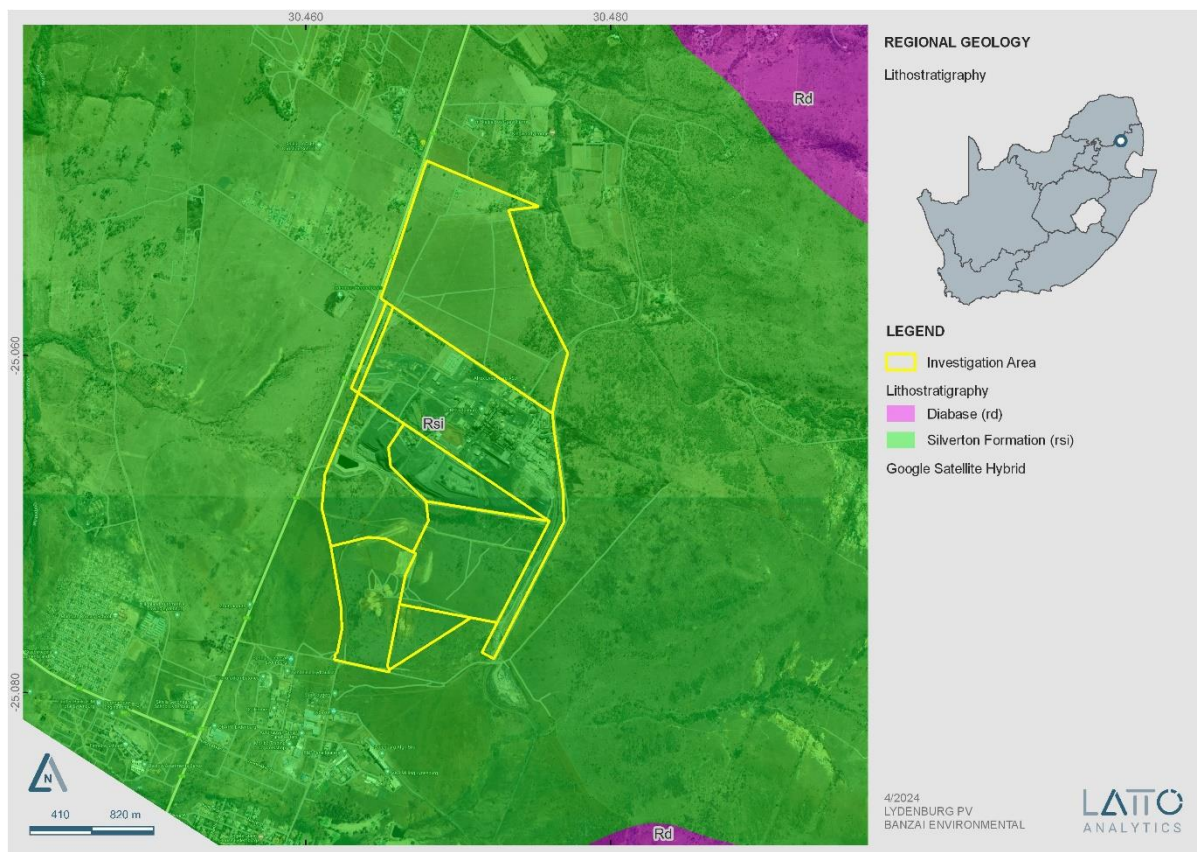 30.460
30.480
REGIONAL GEOLOGY
Lithostratigraphy
Rd
-25.060
LEGEND
Investigation Area
Lithostratigraphy
Diabase (rd)
Silverton Formation (rsi)
Google Satellite Hybrid
Rsi
-25.080
N
410 820 m
Rd
4/2024
LYDENBURG PV
BANZAI ENVIRONMENTAL
LATTO
ANALYTICS